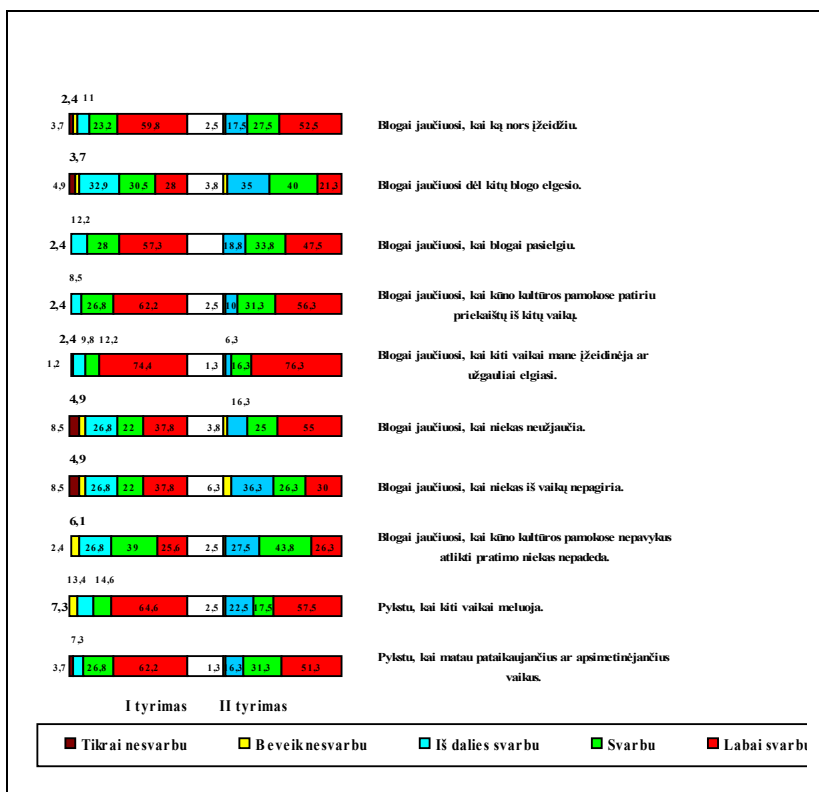 2,4 11
3,7 23,2 59,8 2,5 17,5 27,5 52,5 Blogai jaučiuosi, kai ką nors įžeidžiu.
3,7
4,9 32,9 30,5 28 3,8 35 40 21,3 Blogai jaučiuosi dėl kitų blogo elgesio.
12,2
2,4 28 57,3 18,8 33,8 47,5 Blogai jaučiuosi, kai blogai pasielgiu.
8,5
2,4 26,8 62,2 2,5 10 31,3 56,3 Blogai jaučiuosi, kai kūno kultūros pamokose patiriu
priekaištų iš kitų vaikų.
2,4 9,8 12,2 6,3
1,2 74,4 1,3 16,3 76,3 Blogai jaučiuosi, kai kiti vaikai mane įžeidinėja ar
užgauliai elgiasi.
4,9 16,3
8,5 26,8 22 37,8 3,8 25 55 Blogai jaučiuosi, kai niekas neužjaučia.
4,9
8,5 26,8 22 37,8 6,3 36,3 26,3 30 Blogai jaučiuosi, kai niekas iš vaikų nepagiria.
6,1
2,4 26,8 39 25,6 2,5 27,5 43,8 26,3 Blogai jaučiuosi, kai kūno kultūros pamokose nepavykus
atlikti pratimo niekas nepadeda.
13,4 14,6
7,3 64,6 2,5 22,5 17,5 57,5 Pykstu, kai kiti vaikai meluoja.
7,3
3,7 26,8 62,2 1,3 16,3 31,3 51,3 Pykstu, kai matau pataikaujančius ar apsimetinėjančius
vaikus.
I tyrimas II tyrimas
Tikrai nesvarbu Beveik nesvarbu Iš dalies svarbu Svarbu Labai svarbu